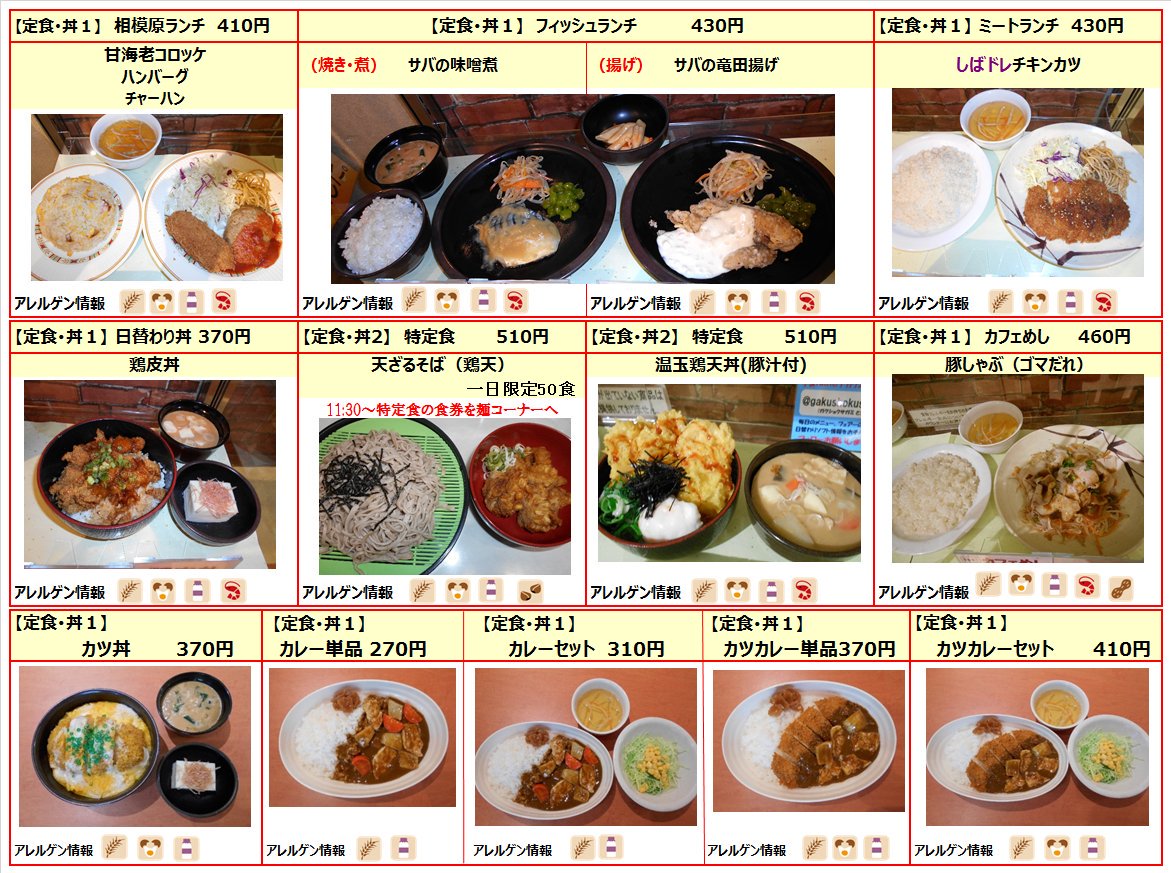 【定食・丼１】 相模原ランチ 410円
甘海老コロッケ
ハンバーグ
チャーハン
アレルゲン情報
【定食・丼１】 フィッシュランチ 430円
(焼き・煮) サバの味噌煮
アレルゲン情報
(揚げ) サバの竜田揚げ
アレルゲン情報
【定食・丼１】 ミートランチ 430円
しばドレチキンカツ
アレルゲン情報
【定食・丼１】 日替わり丼 370円
鶏皮丼
アレルゲン情報
【定食・丼2】 特定食 510円
天ざるそば（鶏天）
一日限定50食
11:30～特定食の食券を麺コーナーへ
アレルゲン情報
【定食・丼2】 特定食 510円
温玉鶏天丼(豚汁付)
アレルゲン情報
【定食・丼１】 カフェめし 460円
豚しゃぶ（ゴマだれ）
アレルゲン情報
【定食・丼１】
カツ丼 370円
アレルゲン情報
【定食・丼１】
カレー単品 270円
アレルゲン情報
【定食・丼１】
カレーセット 310円
アレルゲン情報
【定食・丼１】
カツカレー単品370円
アレルゲン情報
【定食・丼１】
カツカレーセット 410円
アレルゲン情報